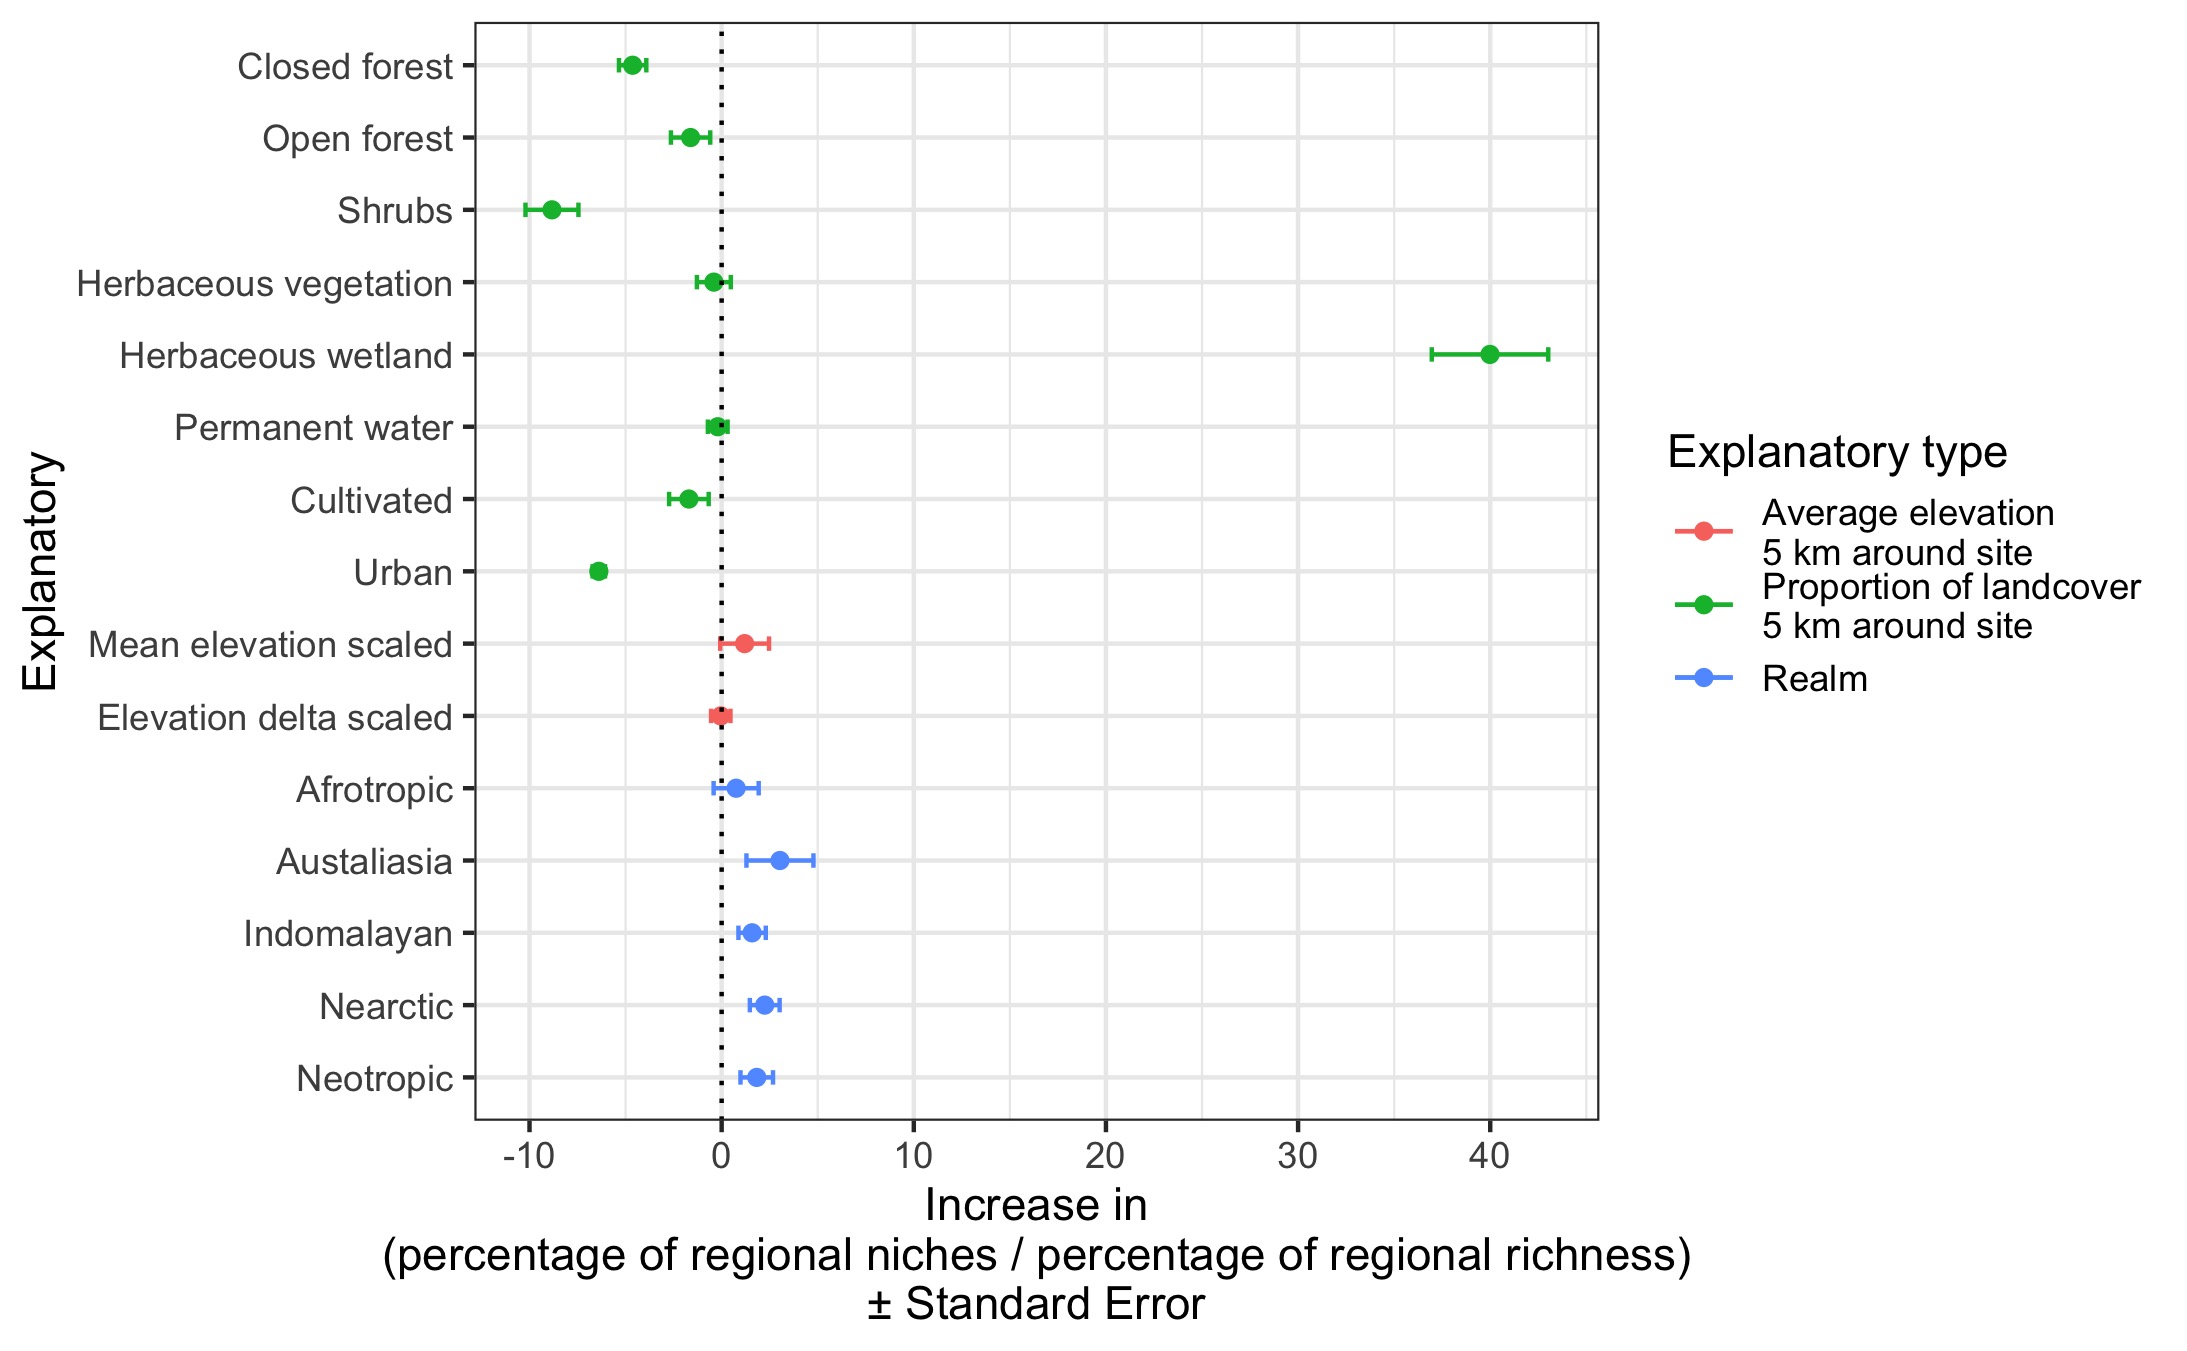 Closed forest
Open forest
Shrubs
Herbaceous vegetation
Herbaceous wetland
Permanent water
Cultivated
Urban
Mean elevation scaled
Elevation delta scaled
Afrotropic
Austaliasia
Indomalayan
Nearctic
Neotropic
Explanatory
-10
0
10
20
30
40
Increase in
(percentage of regional niches / percentage of regional richness)
± Standard Error
Explanatory type
Average elevation
5 km around site
Proportion of landcover
5 km around site
Realm